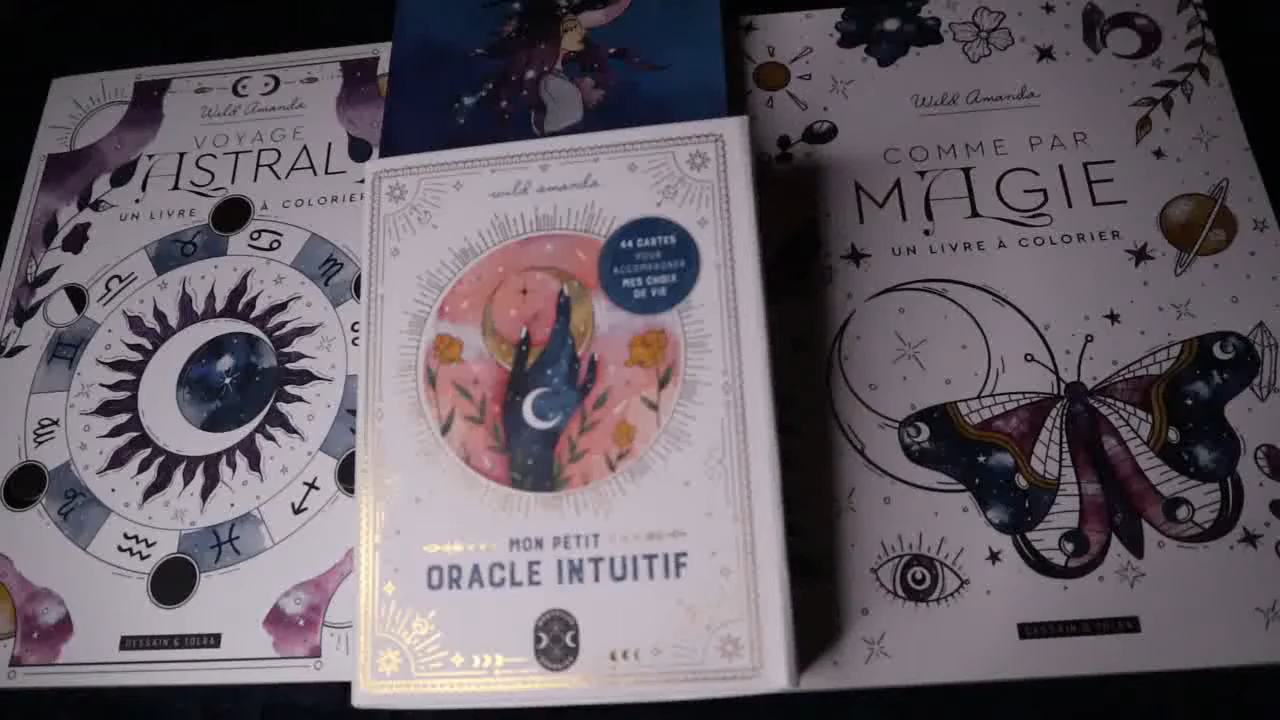 Wild Amanda
VOYAGE
ASTRAL
UN LIVRE À COLORIER
DESSAIN & TOLRA
wild amanda
44 CARTES
POUR
ACCOMPAGNER
MES CHOIX
DE VIE
MON PETIT
ORACLE INTUITIF
Wild Amanda
COMME PAR
MAGIE
UN LIVRE À COLORIER
DESSAIN & TOLRA